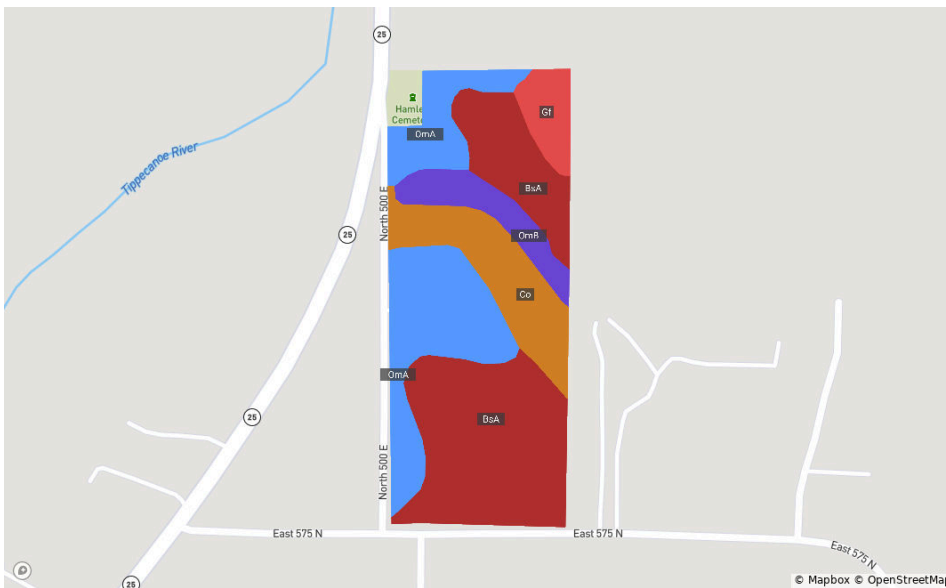 25
Hamle
Cemete
OmA
Gf
Tippecanoe River
BsA
North 500 E
25
OmB
Co
OmA
25
BsA
North 500 E
East 575 N
East 575 N
East 575 N
25
© Mapbox © OpenStreetMap